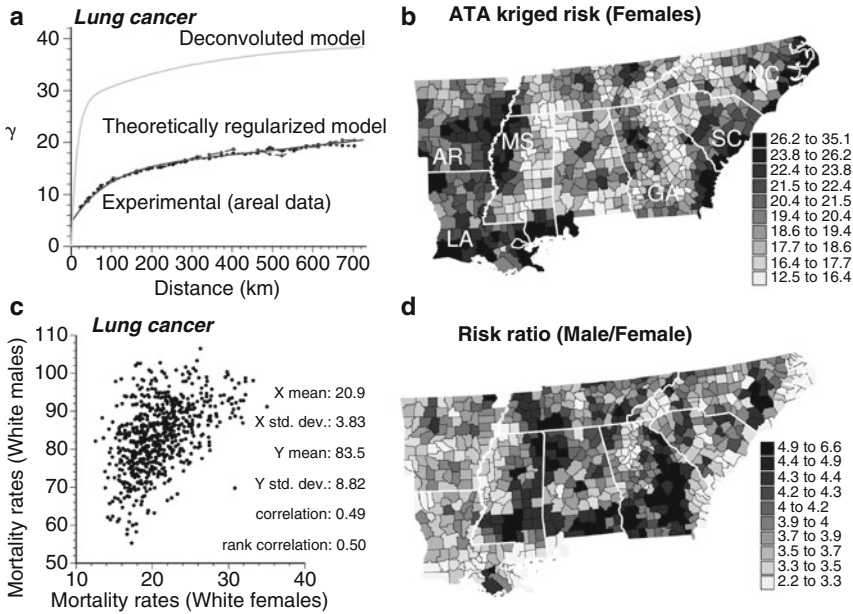 a
Lung cancer
40
30
γ
20
10
0
Deconvoluted model
Theoretically regularized model
Experimental (areal data)
0 100 200 300 400 500 600 700
Distance (km)
b
ATA kriged risk (Females)
NC
MS
SC
AR
GA
LA
26.2 to 35.1
23.8 to 26.2
22.4 to 23.8
21.5 to 22.4
20.4 to 21.5
19.4 to 20.4
18.6 to 19.4
17.7 to 18.6
16.4 to 17.7
12.5 to 16.4
c
Lung cancer
Mortality rates (White males)
110
100
90
80
70
60
50
X mean: 20.9
X std. dev.: 3.83
Y mean: 83.5
Y std. dev.: 8.82
correlation: 0.49
rank correlation: 0.50
10 20 30 40
Mortality rates (White females)
d
Risk ratio (Male/Female)
4.9 to 6.6
4.4 to 4.9
4.3 to 4.4
4.2 to 4.3
4 to 4.2
3.9 to 4
3.7 to 3.9
3.5 to 3.7
3.3 to 3.5
2.2 to 3.3